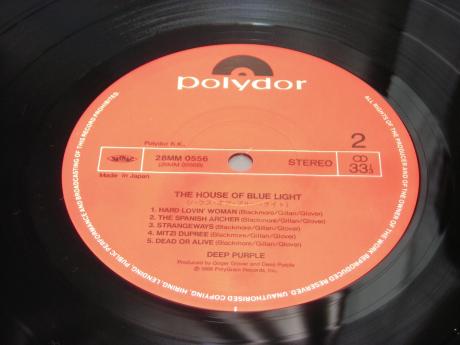 polydor
Polydor K.K.,
28MM 0556
STEREO
2
33⅓
Made in Japan
THE HOUSE OF BLUE LIGHT
1. HARD LOVIN' WOMAN (Blackmore/Gillan/Glover)
2. THE SPANISH ARCHER (Blackmore/Gillan/Glover)
3. STRANGEWAYS (Blackmore/Gillan/Glover)
4. MITZI DUPREE (Blackmore/Gillan/Glover)
5. DEAD OR ALIVE (Blackmore/Gillan/Glover)
DEEP PURPLE
Produced by Roger Glover and Deep Purple
1986 PolyGram Records, Inc.
ALL RIGHTS OF THE PRODUCER AND OF THE OWNER OF THE WORK REPRODUCED RESERVED. UNAUTHORISED COPYING, HIRING, LENDING, PUBLIC PERFORMANCE AND BROADCASTING OF THIS RECORD PROHIBITED.